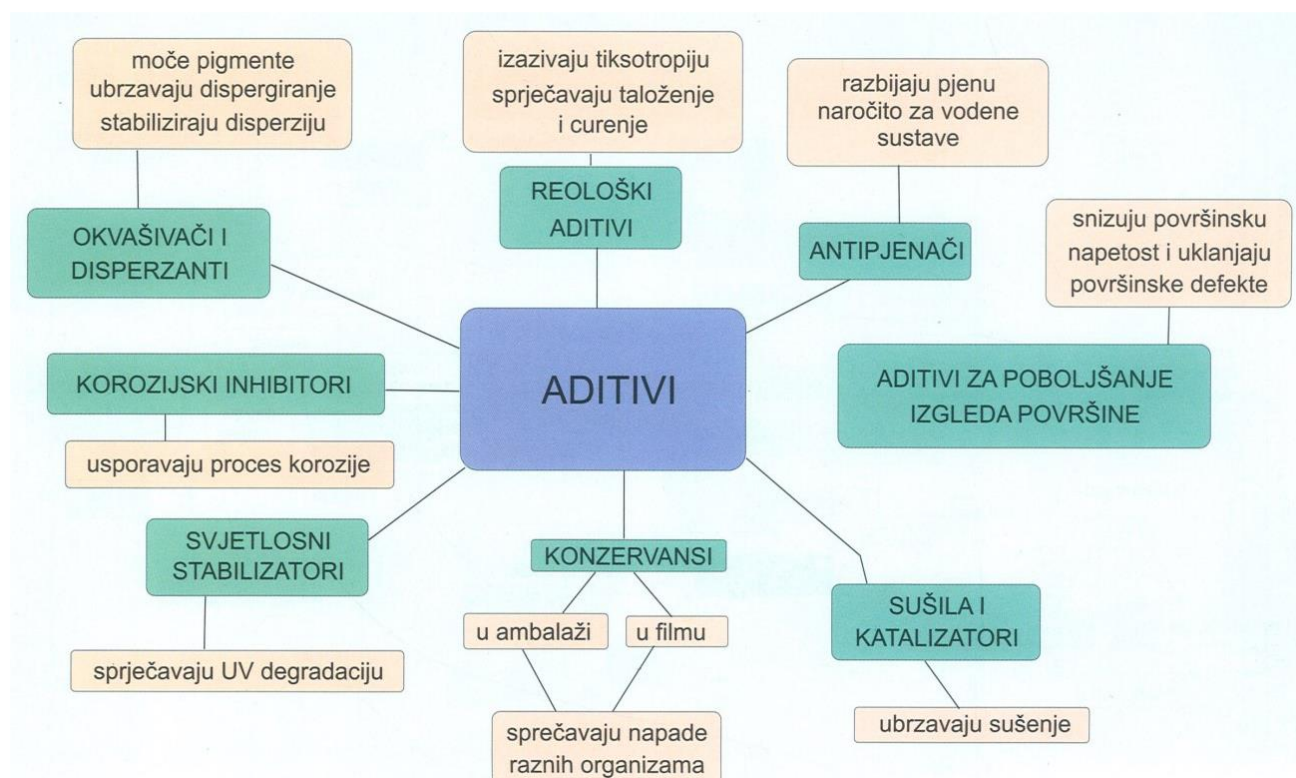 moče pigmente
ubrzavaju dispergiranje
stabiliziraju disperziju
izazivaju tiksotropiju
sprječavaju taloženje
i curenje
razbijaju pjenu
naročito za vodene
sustave
OKVAŠIVAČI I
DISPERZANTI
REOLOŠKI
ADITIVI
ANTIPJENAČI
snizuju površinsku
napetost i uklanjaju
površinske defekte
KOROZIJSKI INHIBITORI
ADITIVI
ADITIVI ZA POBOLJŠANJE
IZGLEDA POVRŠINE
usporavaju proces korozije
SVJETLOSNI
STABILIZATORI
KONZERVANSI
SUŠILA I
KATALIZATORI
u ambalaži
u filmu
sprječavaju UV degradaciju
sprečavaju napade
raznih organizama
ubrzavaju sušenje